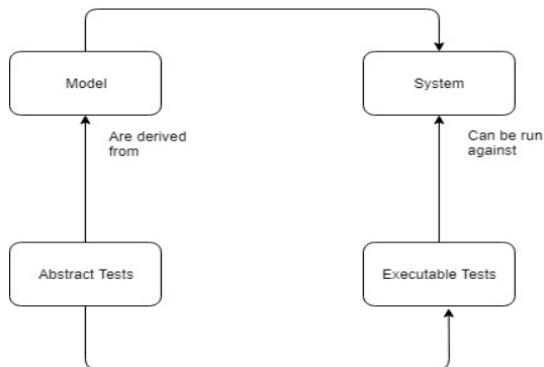 Model
System
Are derived
from
Can be run
against
Abstract Tests
Executable Tests